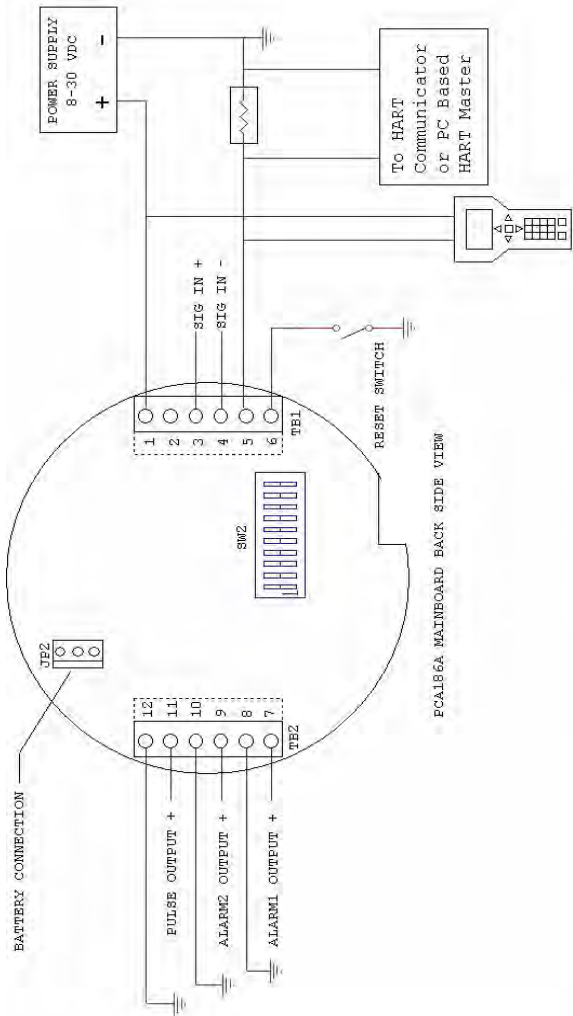 BATTERY CONNECTION
JP2
POWER SUPPLY
8-30 VDC
+ -
12
11
10
9
8
7
TB2
PULSE OUTPUT +
ALARM2 OUTPUT +
ALARM1 OUTPUT +
SW2
1
2
3
4
5
6
TB1
SIG IN +
SIG IN -
RESET SWITCH
To HART
Communicator
or PC Based
HART Master
PCA186A MAINBOARD BACK SIDE VIEW